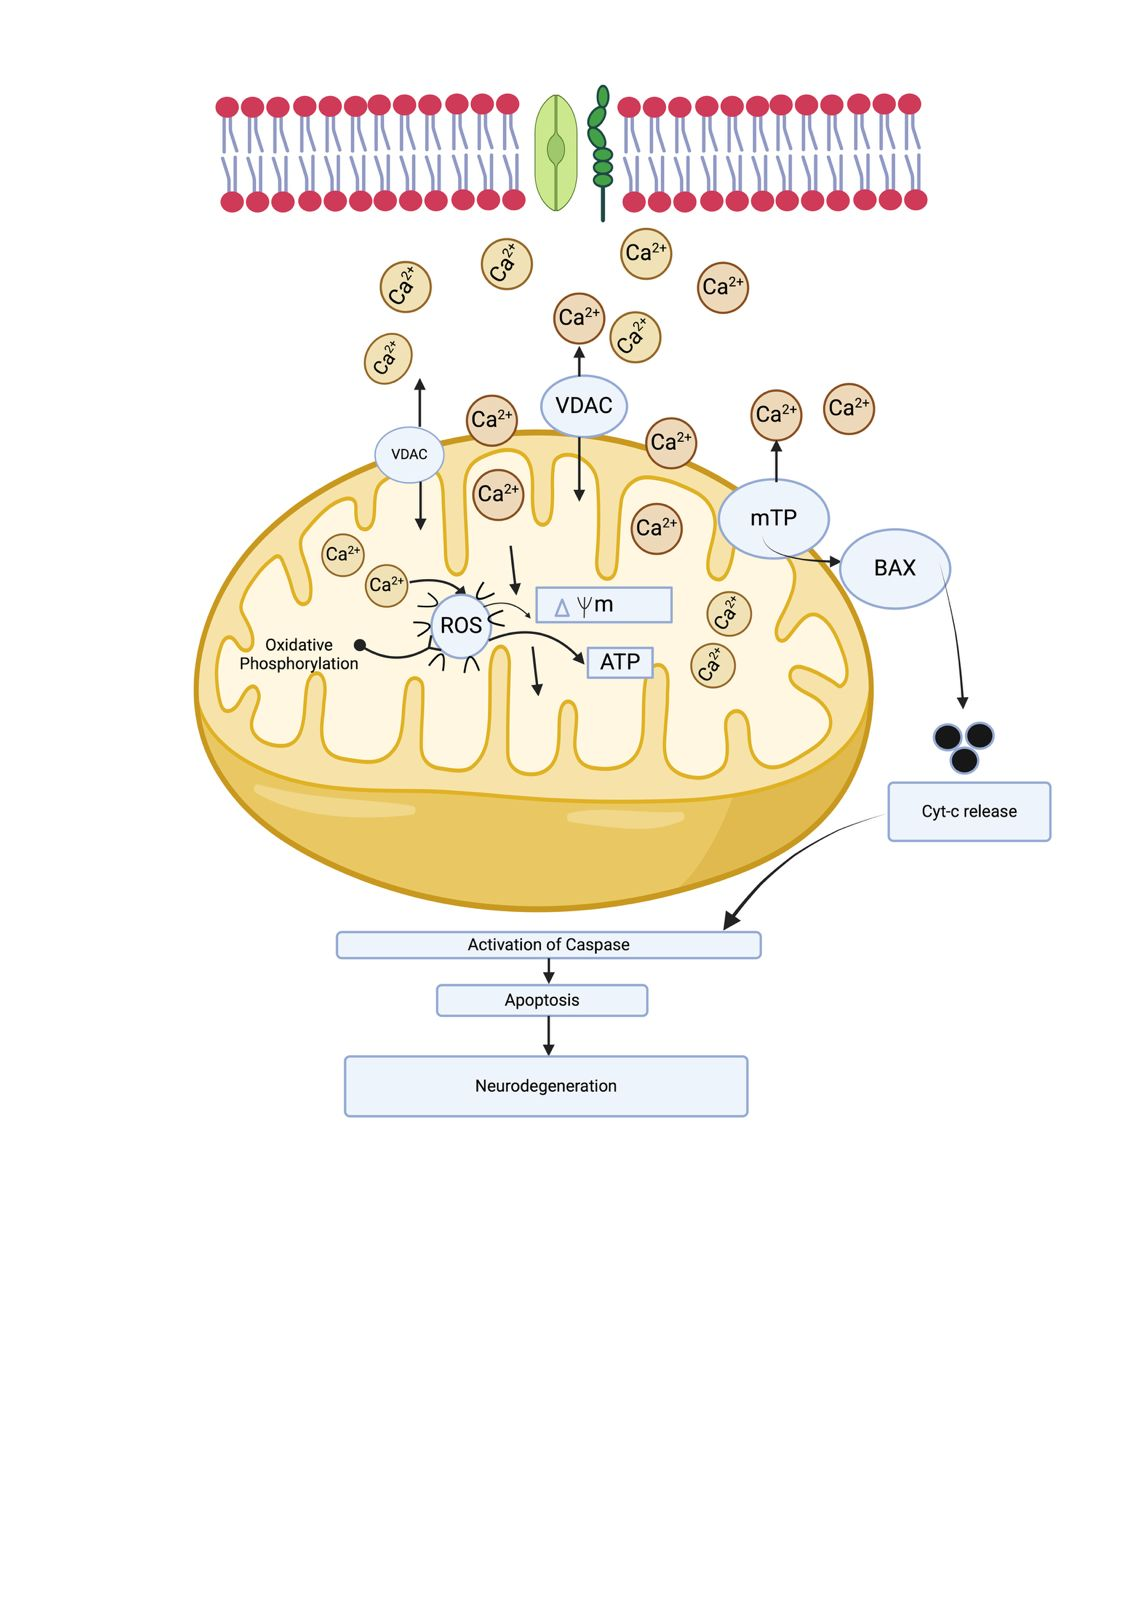 Ca2+
Ca2+
Ca2+
Ca2+
Ca2+
Ca2+
Ca2+
VDAC
Ca2+
Ca2+
Ca2+
Ca2+
VDAC
Ca2+
Ca2+
mTP
Ca2+
BAX
Ca2+
Ca2+
Δ Ψm
Ca2+
ROS
Oxidative
Phosphorylation
ATP
Ca2+
Cyt-c release
Activation of Caspase
Apoptosis
Neurodegeneration